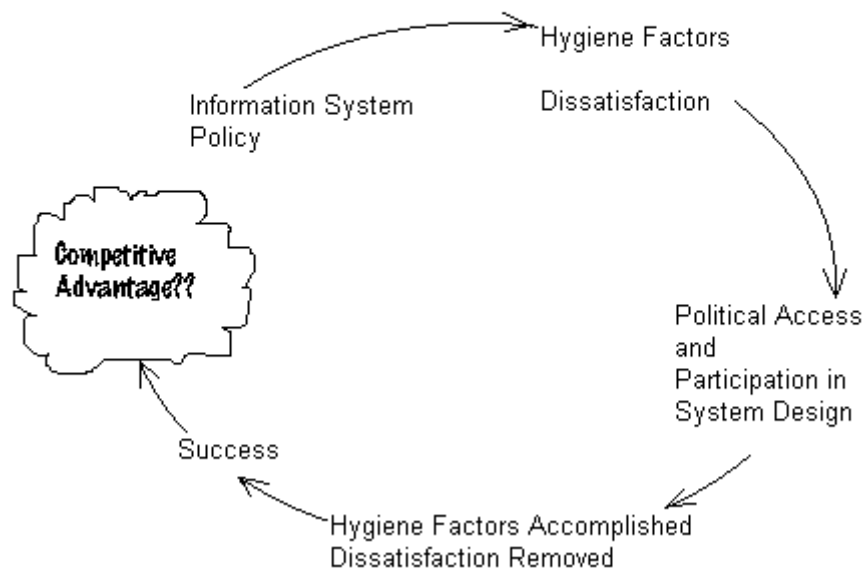 Hygiene Factors
Dissatisfaction
Information System
Policy
Competitive
Advantage??
Political Access
and
Participation in
System Design
Success
Hygiene Factors Accomplished
Dissatisfaction Removed